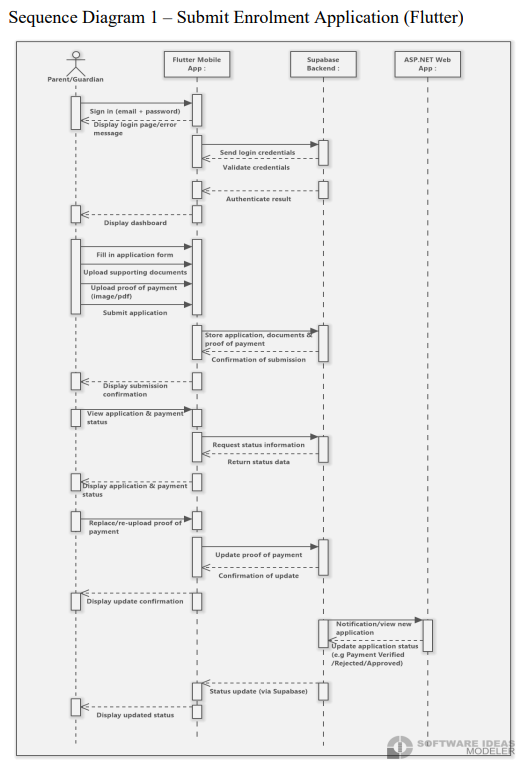 Sequence Diagram 1 – Submit Enrolment Application (Flutter)
Parent/Guardian
Flutter Mobile
App :
Supabase
Backend :
ASP.NET Web
App :
Sign in (email + password)
Display login page/error
message
Send login credentials
Validate credentials
Authenticate result
Display dashboard
Fill in application form
Upload supporting documents
Upload proof of payment
(image/pdf)
Submit application
Store application, documents &
proof of payment
Confirmation of submission
Display submission
confirmation
View application & payment
status
Request status information
Return status data
Display application & payment
status
Replace/re-upload proof of
payment
Update proof of payment
Confirmation of update
Display update confirmation
Notification/view new
application
Update application status
(e.g Payment Verified
/Rejected/Approved)
Status update (via Supabase)
Display updated status
SOFTWARE IDEAS
MODELER